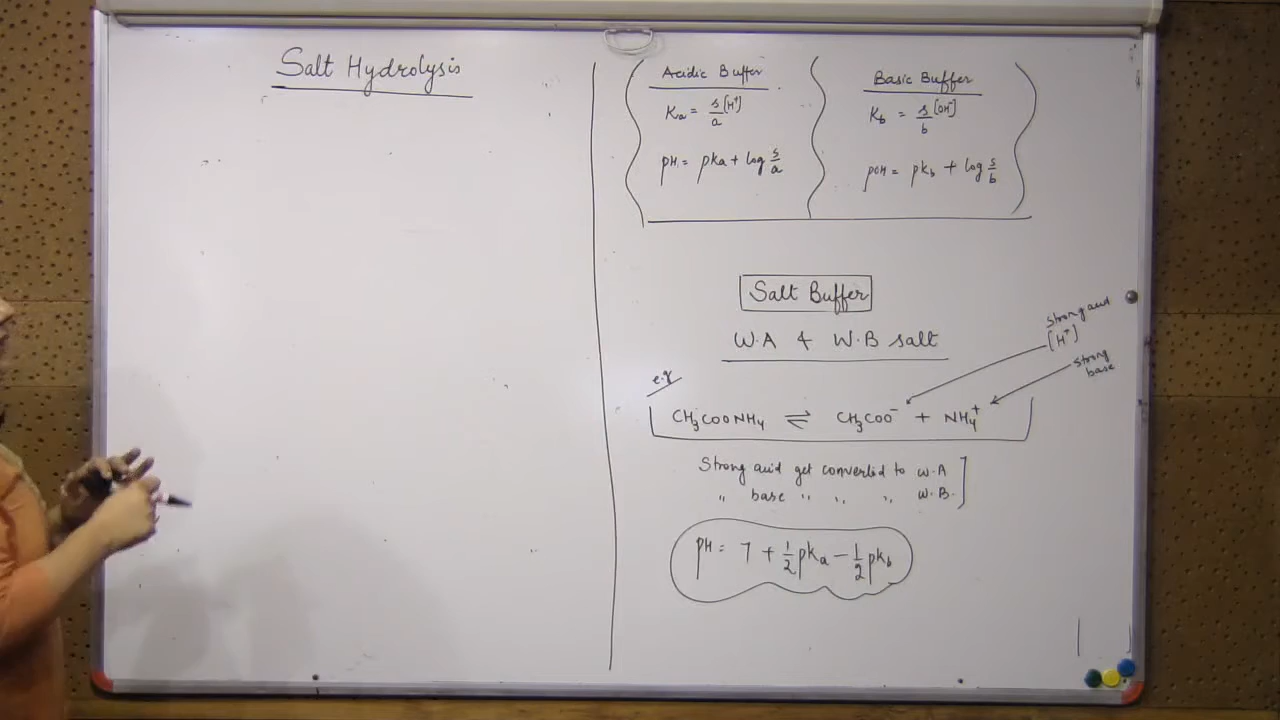 Salt Hydrolysis
Acidic Buffer
Ka = s/a [H⁺]
pH = pka + log s/a
Basic Buffer
Kb = s/b [OH⁻]
pOH = pkb + log s/b
Salt Buffer
W.A & W.B salt
e.g
CH₃COONH₄ ⇌ CH₃COO⁻ + NH₄⁺
Strong acid
[H⁺]
Strong
base
Strong acid get converted to W.A
" base " " " W.B.
pH = 7 + 1/2 pka - 1/2 pkb